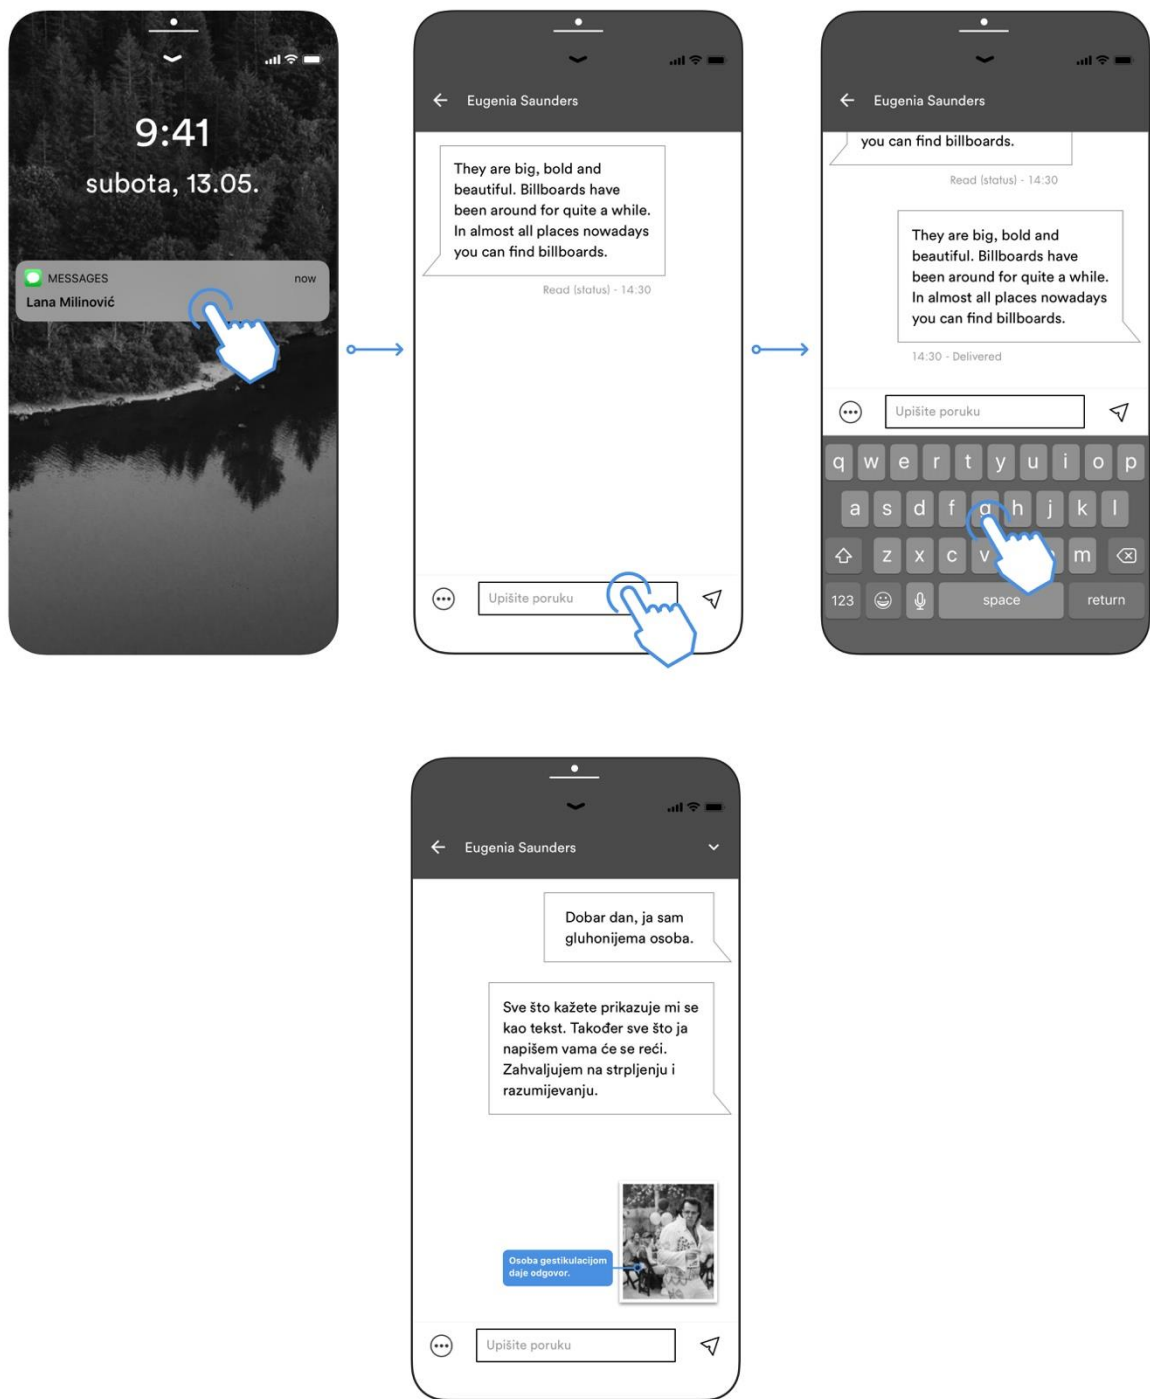 9:41
subota, 13.05.
MESSAGES
now
Lana Milinović
Eugenia Saunders
They are big, bold and
beautiful. Billboards have
been around for quite a while.
In almost all places nowadays
you can find billboards.
Read (status) - 14:30
Upišite poruku
Eugenia Saunders
you can find billboards.
Read (status) - 14:30
They are big, bold and
beautiful. Billboards have
been around for quite a while.
In almost all places nowadays
you can find billboards.
14:30 - Delivered
Upišite poruku
q w e r t y u i o p
a s d f g h j k l
z x c v m
123 space return
Eugenia Saunders
Dobar dan, ja sam
gluhonijema osoba.
Sve što kažete prikazuje mi se
kao tekst. Također sve što ja
napišem vama će se reći.
Zahvaljujem na strpljenju i
razumijevanju.
Osoba gestikulacijom
daje odgovor.
Upišite poruku